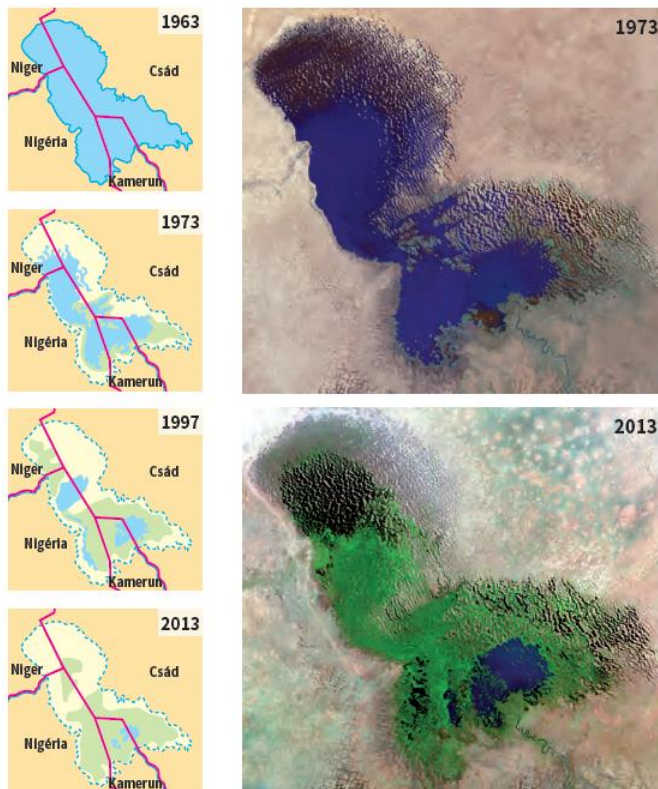 1963
Niger
Csád
Nigéria
Kamerun
1973
Niger
Csád
Nigéria
Kamerun
1997
Niger
Csád
Nigéria
Kamerun
2013
Niger
Csád
Nigéria
Kamerun
1973
2013